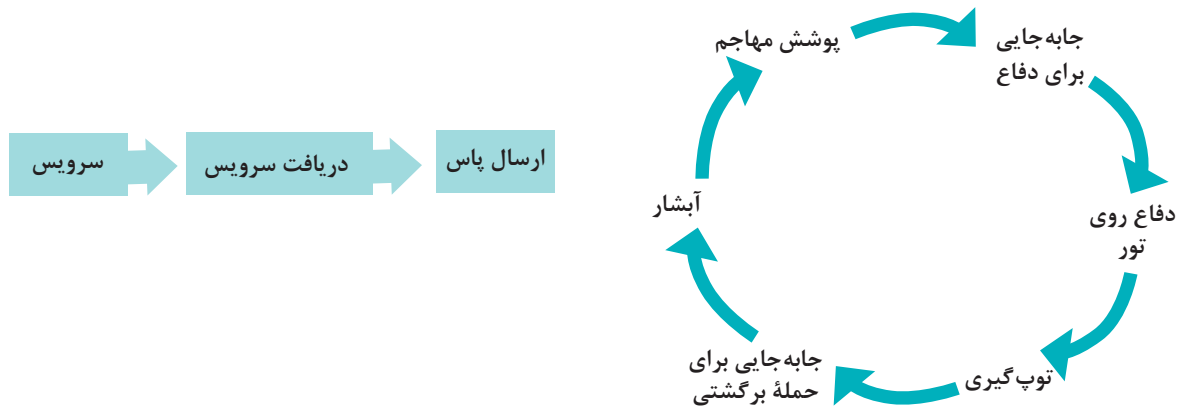 سرویس
دریافت سرویس
ارسال پاس
پوشش مهاجم
جابه‌جایی
برای دفاع
دفاع روی
تور
توپ‌گیری
جابه‌جایی برای
حملهٔ برگشتی
آبشار